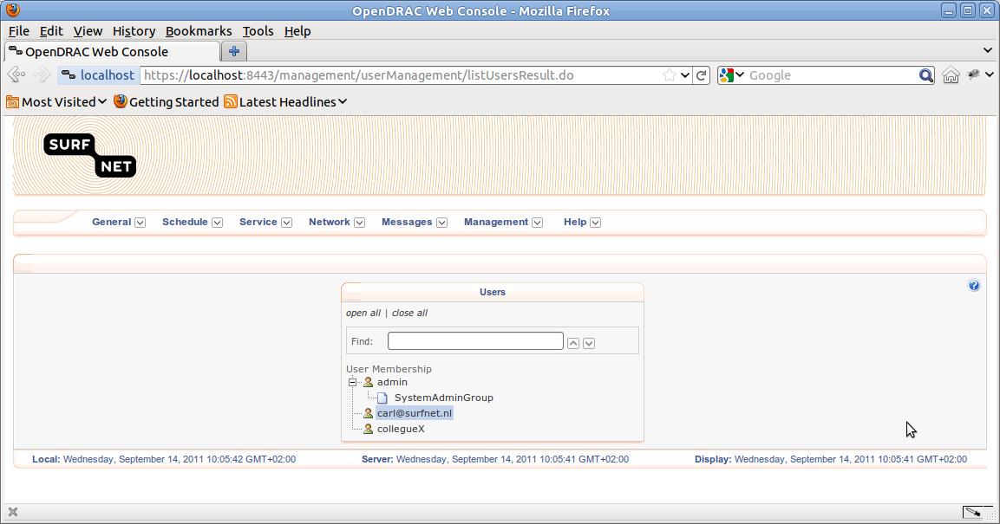 OpenDRAC Web Console - Mozilla Firefox
File Edit View History Bookmarks Tools Help
OpenDRAC Web Console
localhost https://localhost:8443/management/userManagement/listUsersResult.do Google
Most Visited Getting Started Latest Headlines
SURF
NET
General Schedule Service Network Messages Management Help
Users
open all | close all
Find:
User Membership
admin
SystemAdminGroup
carl@surfnet.nl
collegueX
Local: Wednesday, September 14, 2011 10:05:42 GMT+02:00 Server: Wednesday, September 14, 2011 10:05:41 GMT+02:00 Display: Wednesday, September 14, 2011 10:05:41 GMT+02:00